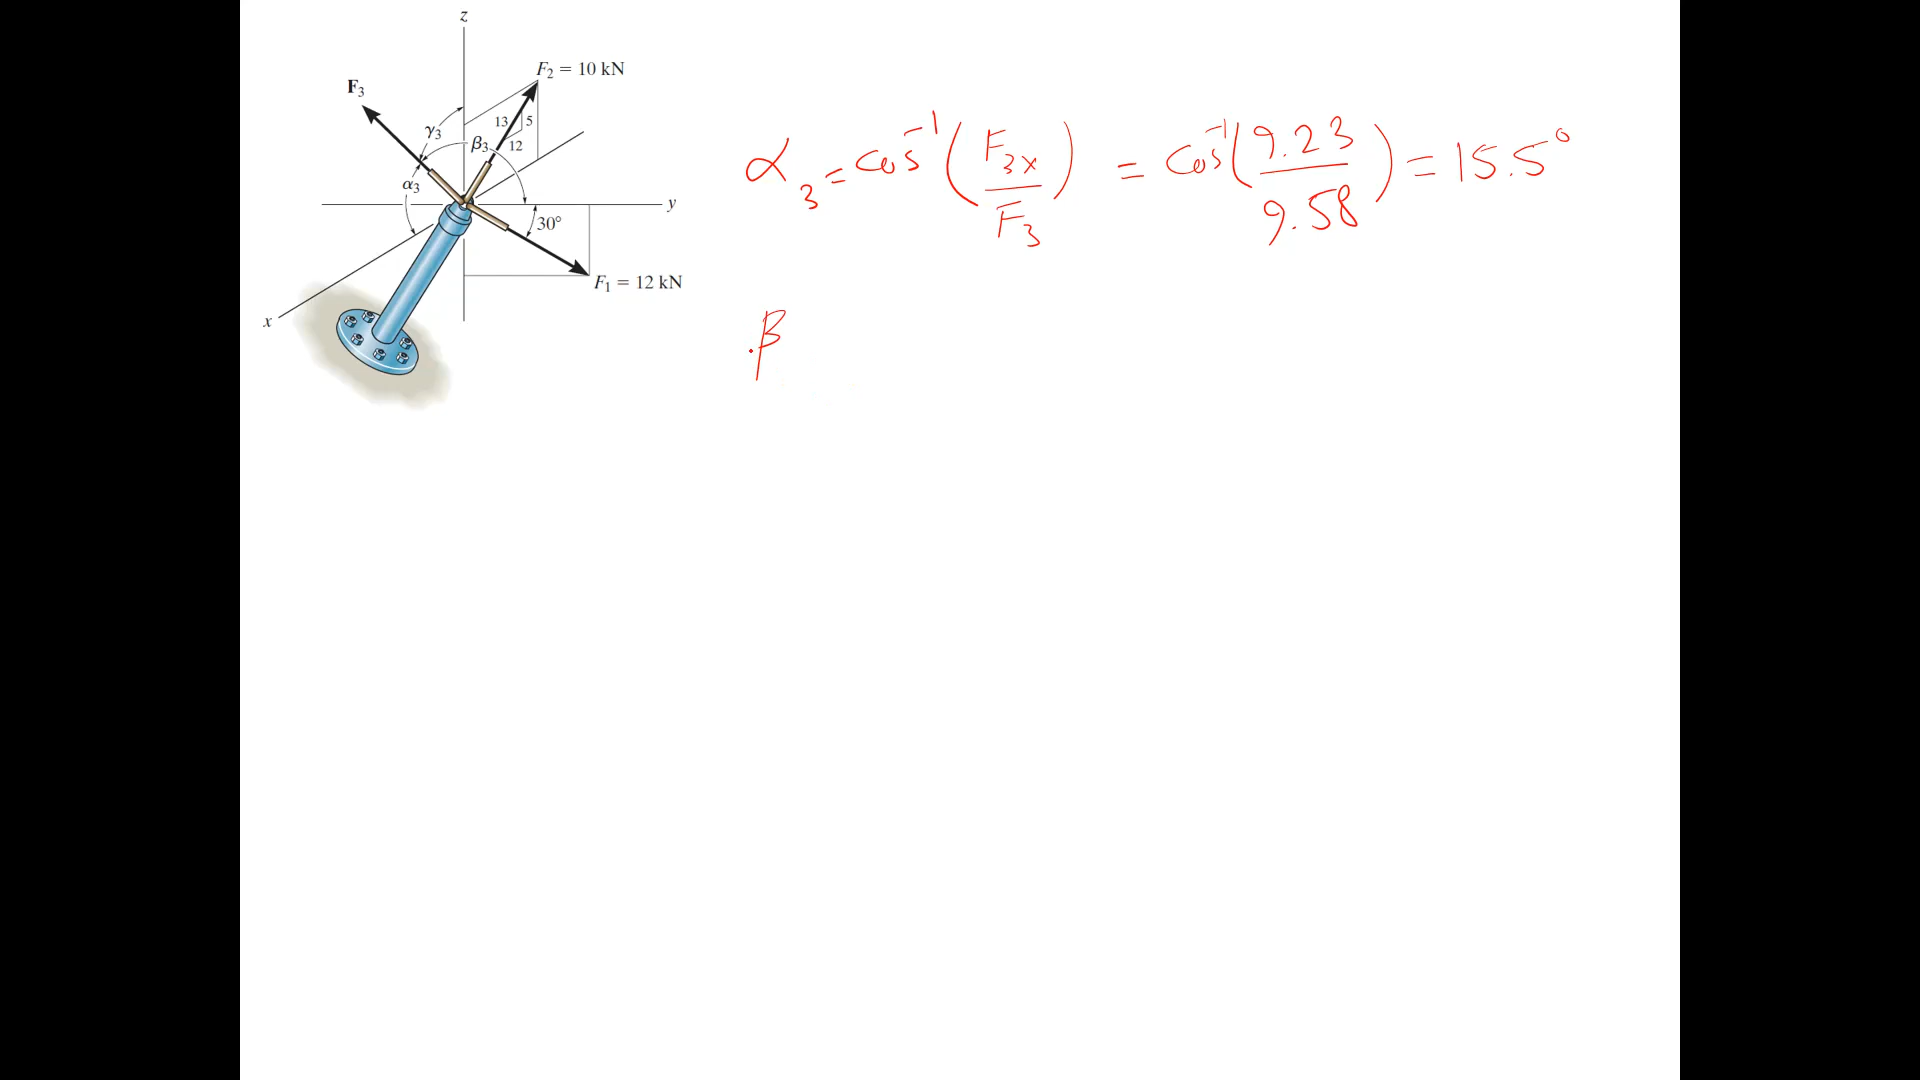 z
F₂ = 10 kN
F₃
γ₃
13
5
β₃
12
α₃
y
30°
F₁ = 12 kN
x
α₃ = cos⁻¹(F₃ₓ/F₃) = cos⁻¹(9.23/9.58) = 15.5°
β